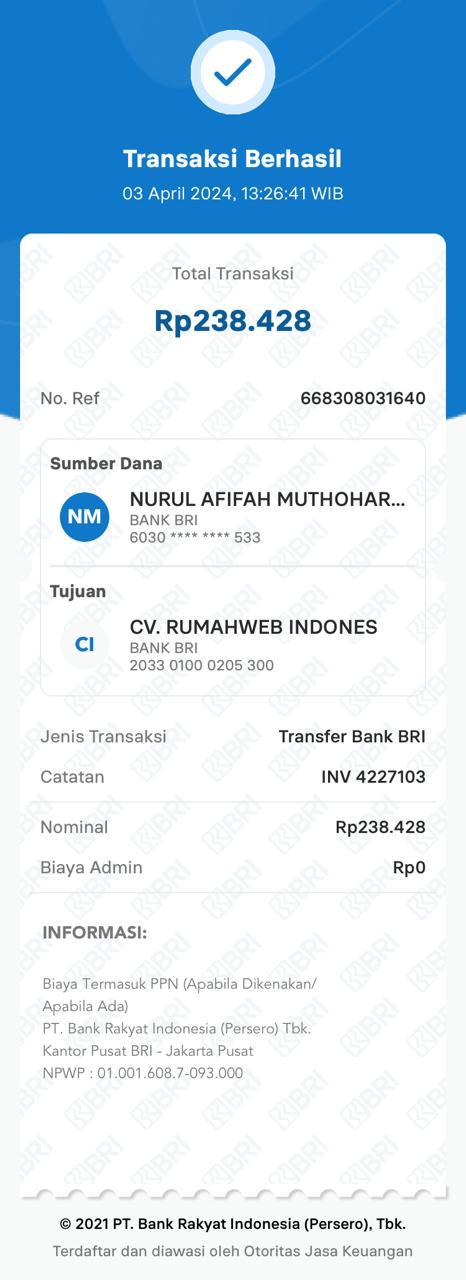 Transaksi Berhasil
03 April 2024, 13:26:41 WIB
Total Transaksi
Rp238.428
No. Ref 668308031640
Sumber Dana
NM
NURUL AFIFAH MUTHOHAR...
BANK BRI
6030 **** **** 533
Tujuan
CI
CV. RUMAHWEB INDONES
BANK BRI
2033 0100 0205 300
Jenis Transaksi Transfer Bank BRI
Catatan INV 4227103
Nominal Rp238.428
Biaya Admin Rp0
INFORMASI:
Biaya Termasuk PPN (Apabila Dikenakan/
Apabila Ada)
PT. Bank Rakyat Indonesia (Persero) Tbk.
Kantor Pusat BRI - Jakarta Pusat
NPWP : 01.001.608.7-093.000
© 2021 PT. Bank Rakyat Indonesia (Persero), Tbk.
Terdaftar dan diawasi oleh Otoritas Jasa Keuangan